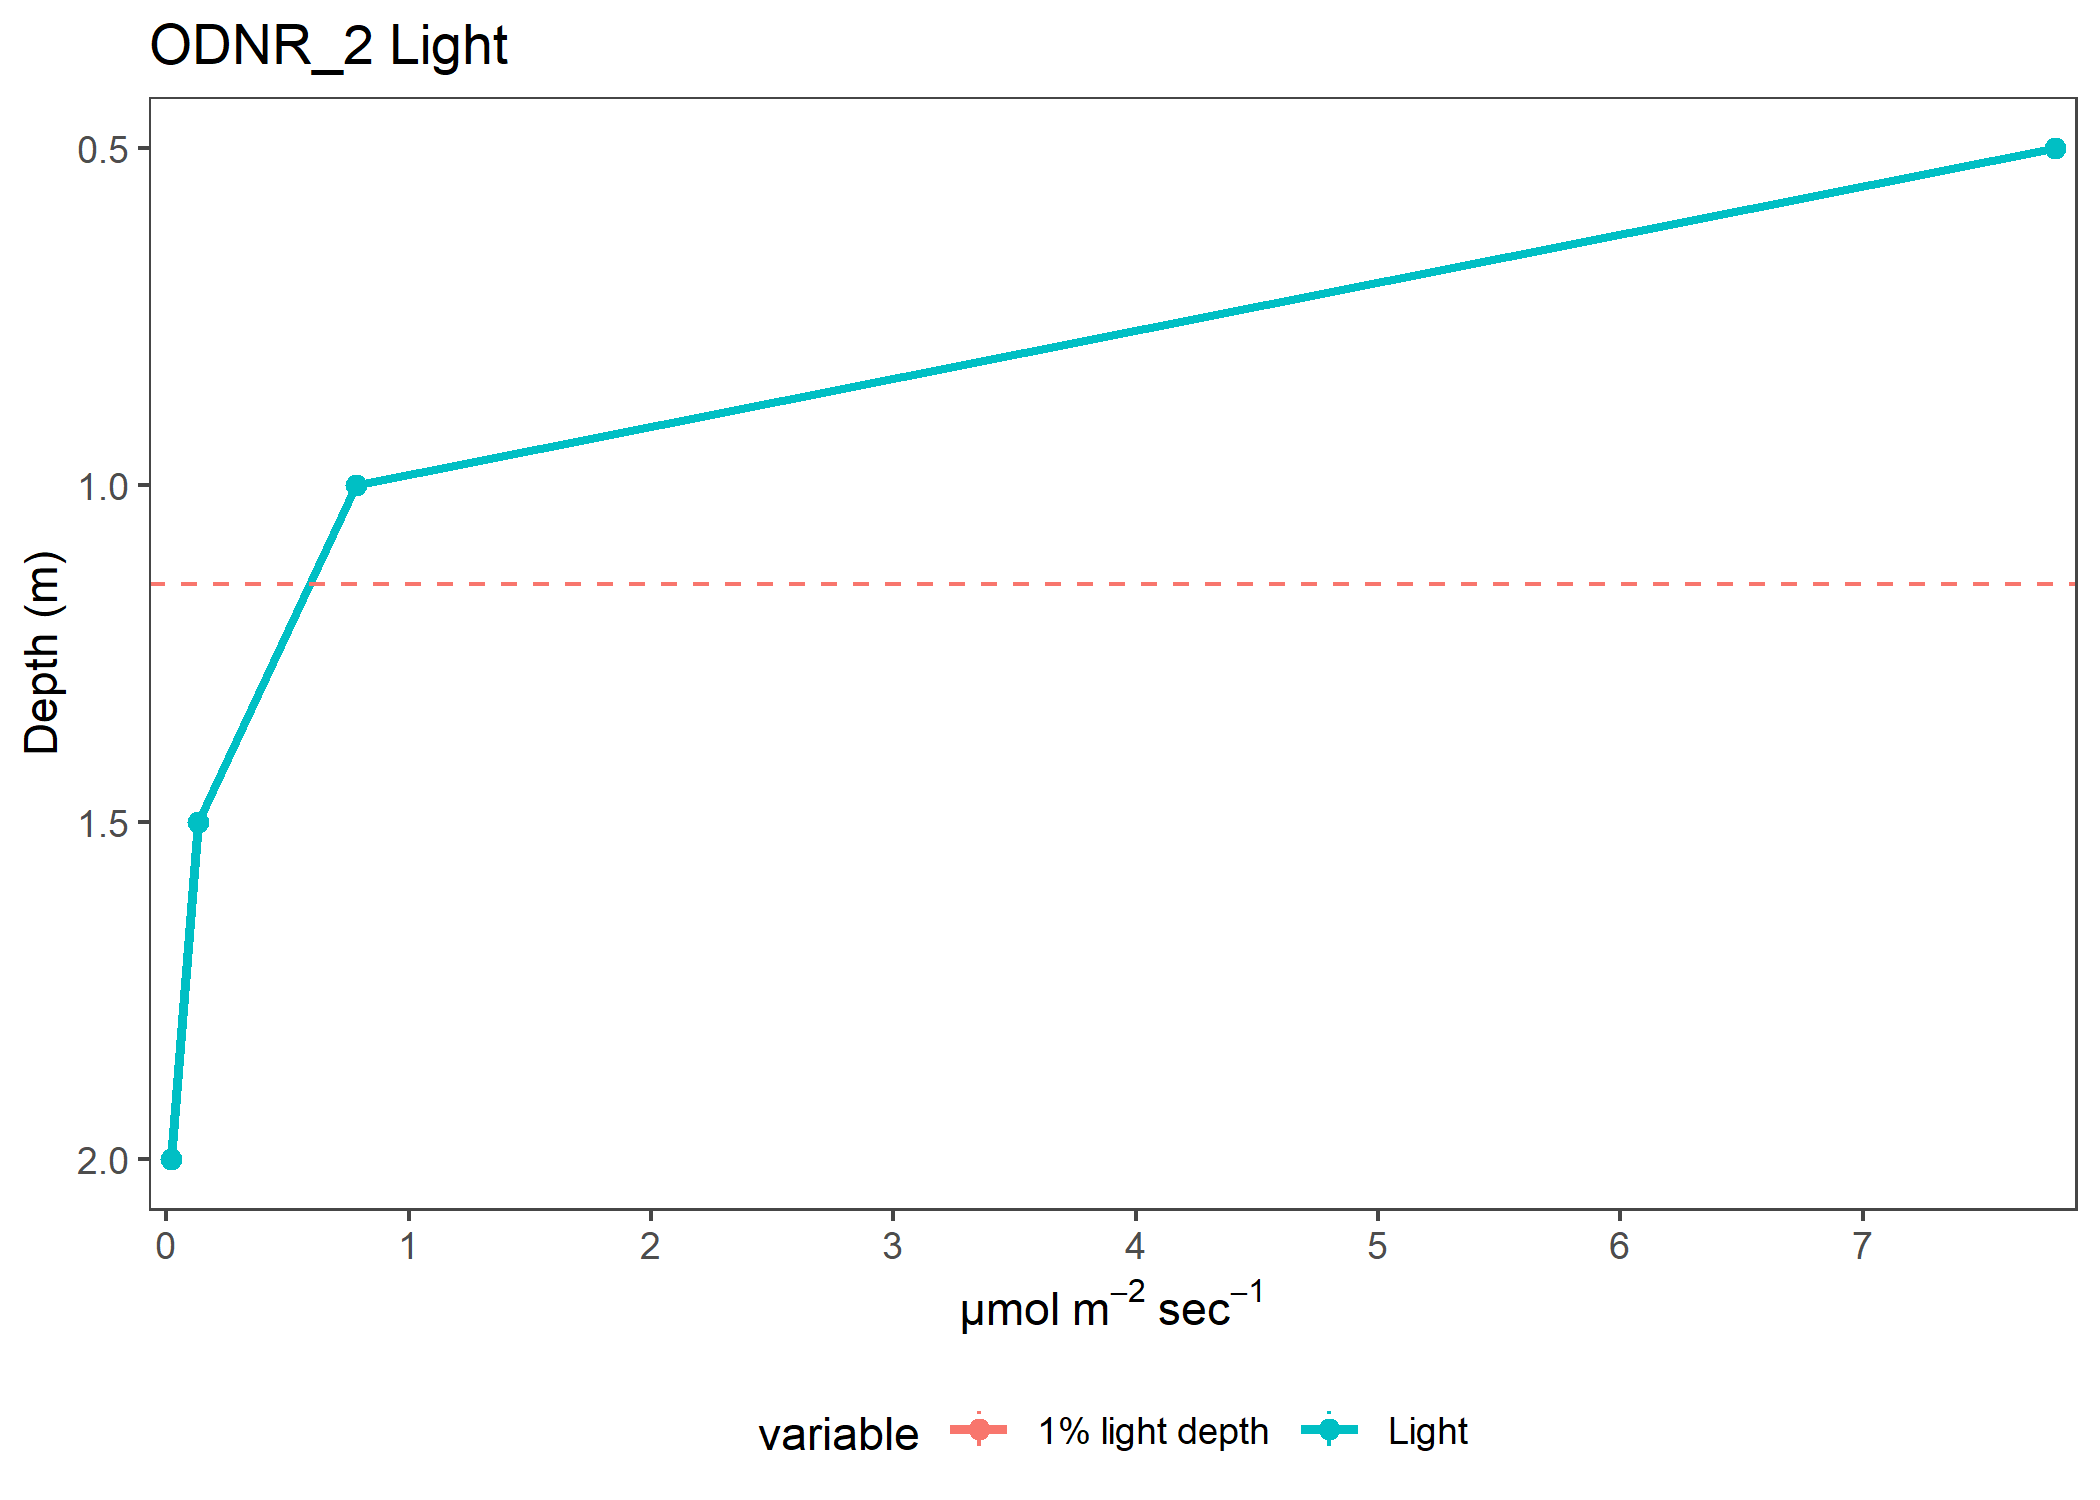 ODNR_2 Light
0.5
1.0
1.5
2.0
Depth (m)
0 1 2 3 4 5 6 7
µmol m⁻² sec⁻¹
variable 1% light depth Light